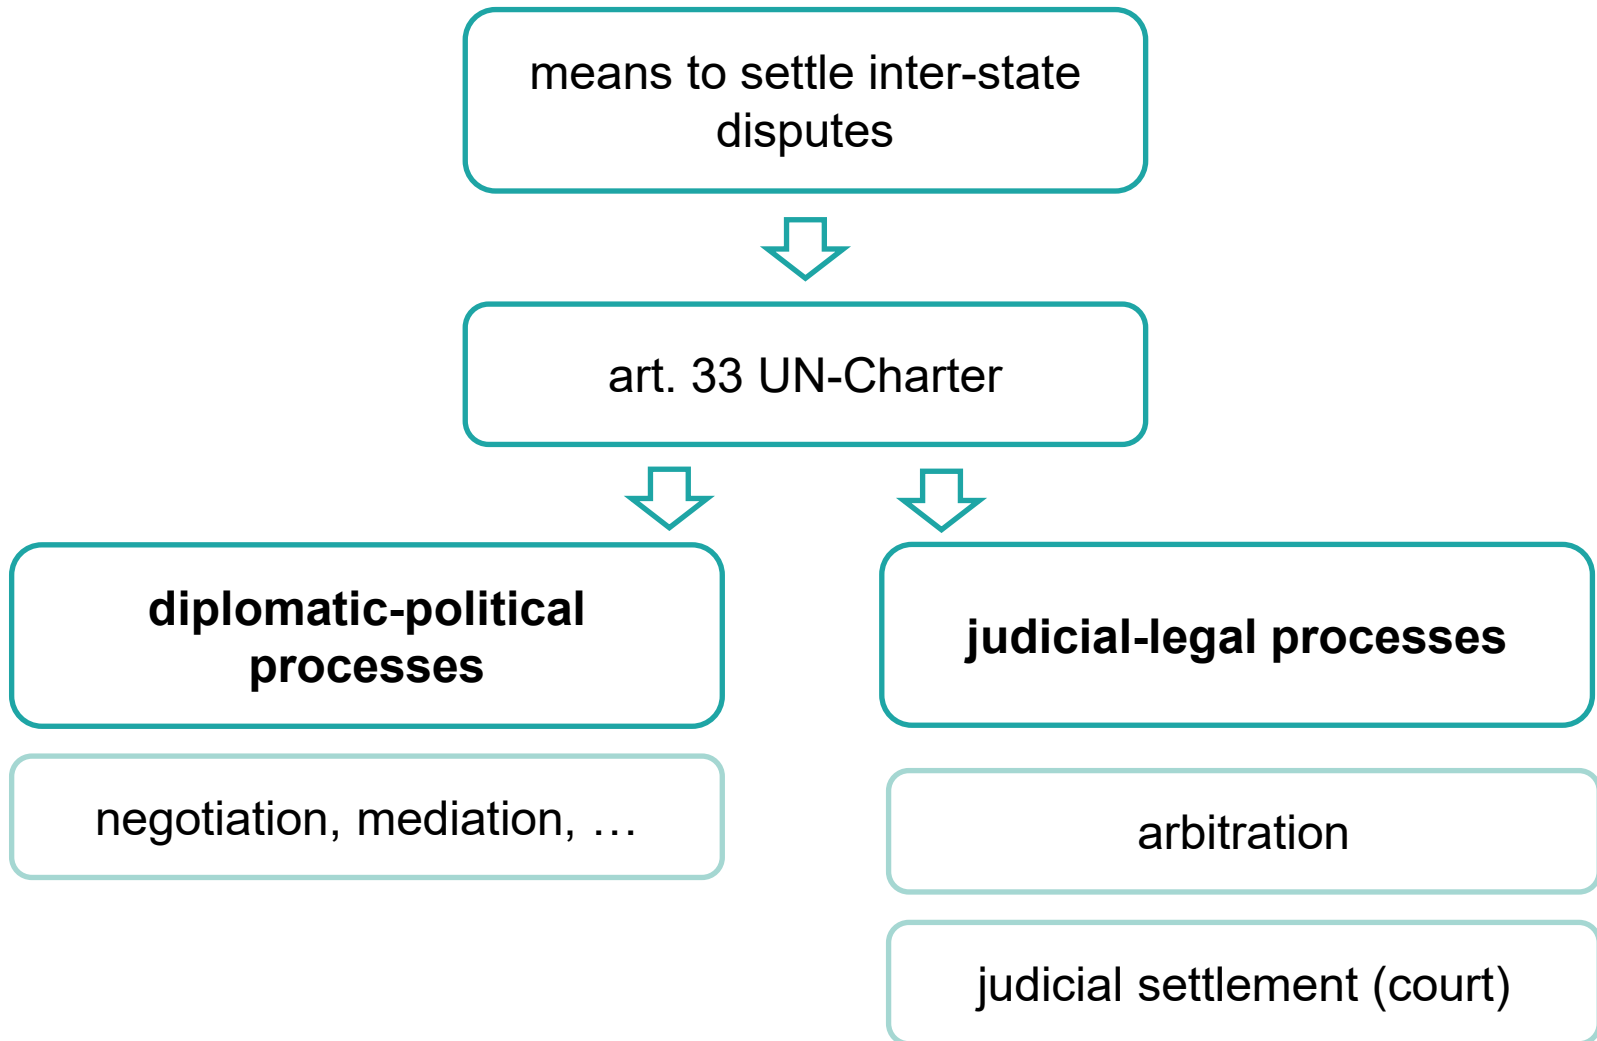 means to settle inter-state
disputes
art. 33 UN-Charter
diplomatic-political
processes
judicial-legal processes
negotiation, mediation, …
arbitration
judicial settlement (court)